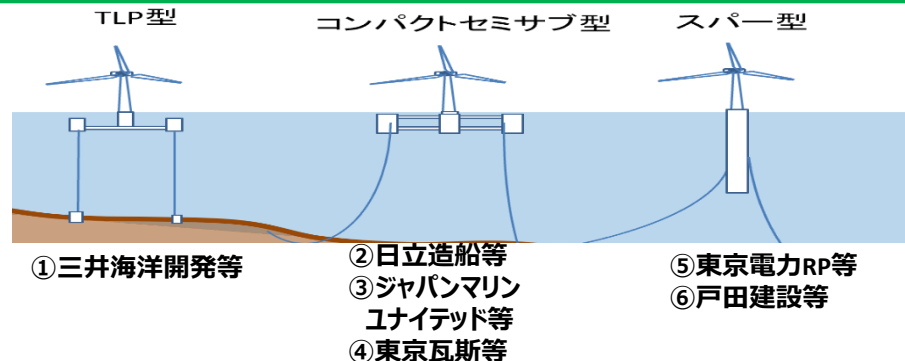 TLP型
コンパクトセミサブ型
スパー型
①三井海洋開発等
②日立造船等
③ジャパンマリン
ユナイテッド等
④東京瓦斯等
⑤東京電力RP等
⑥戸田建設等